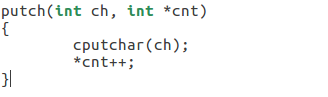 putch(int ch, int *cnt)
{
cputchar(ch);
*cnt++;
}